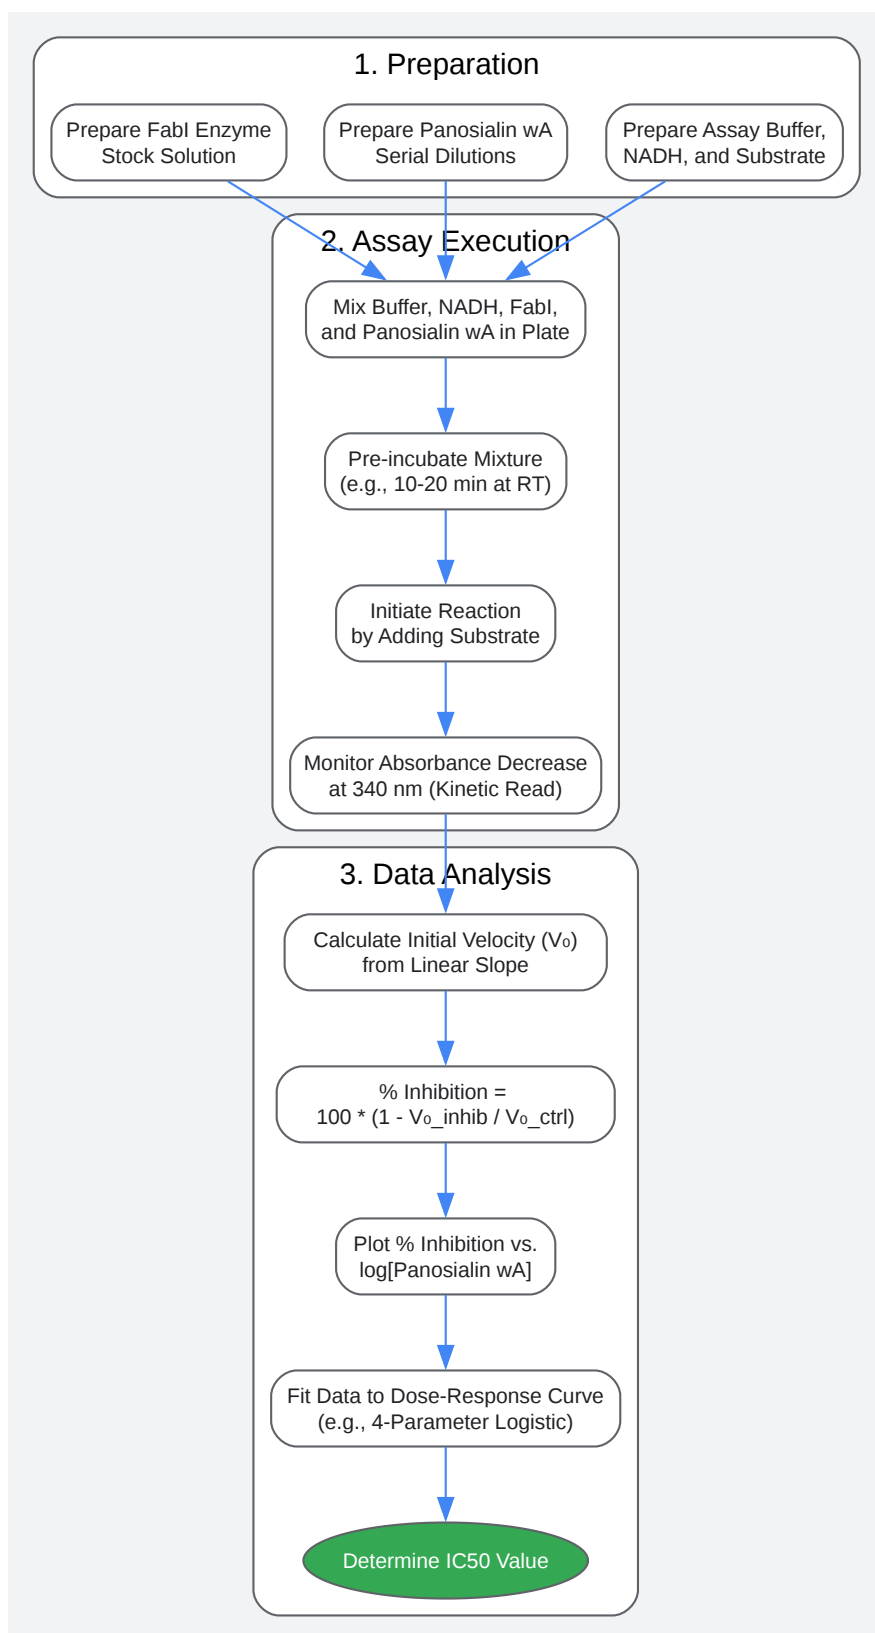 1. Preparation
Prepare FabI Enzyme
Stock Solution
Prepare Panosialin wA
Serial Dilutions
Prepare Assay Buffer,
NADH, and Substrate
2. Assay Execution
Mix Buffer, NADH, FabI,
and Panosialin wA in Plate
Pre-incubate Mixture
(e.g., 10-20 min at RT)
Initiate Reaction
by Adding Substrate
Monitor Absorbance Decrease
at 340 nm (Kinetic Read)
3. Data Analysis
Calculate Initial Velocity (V₀)
from Linear Slope
% Inhibition =
100 * (1 - V₀_inhib / V₀_ctrl)
Plot % Inhibition vs.
log[Panosialin wA]
Fit Data to Dose-Response Curve
(e.g., 4-Parameter Logistic)
Determine IC50 Value